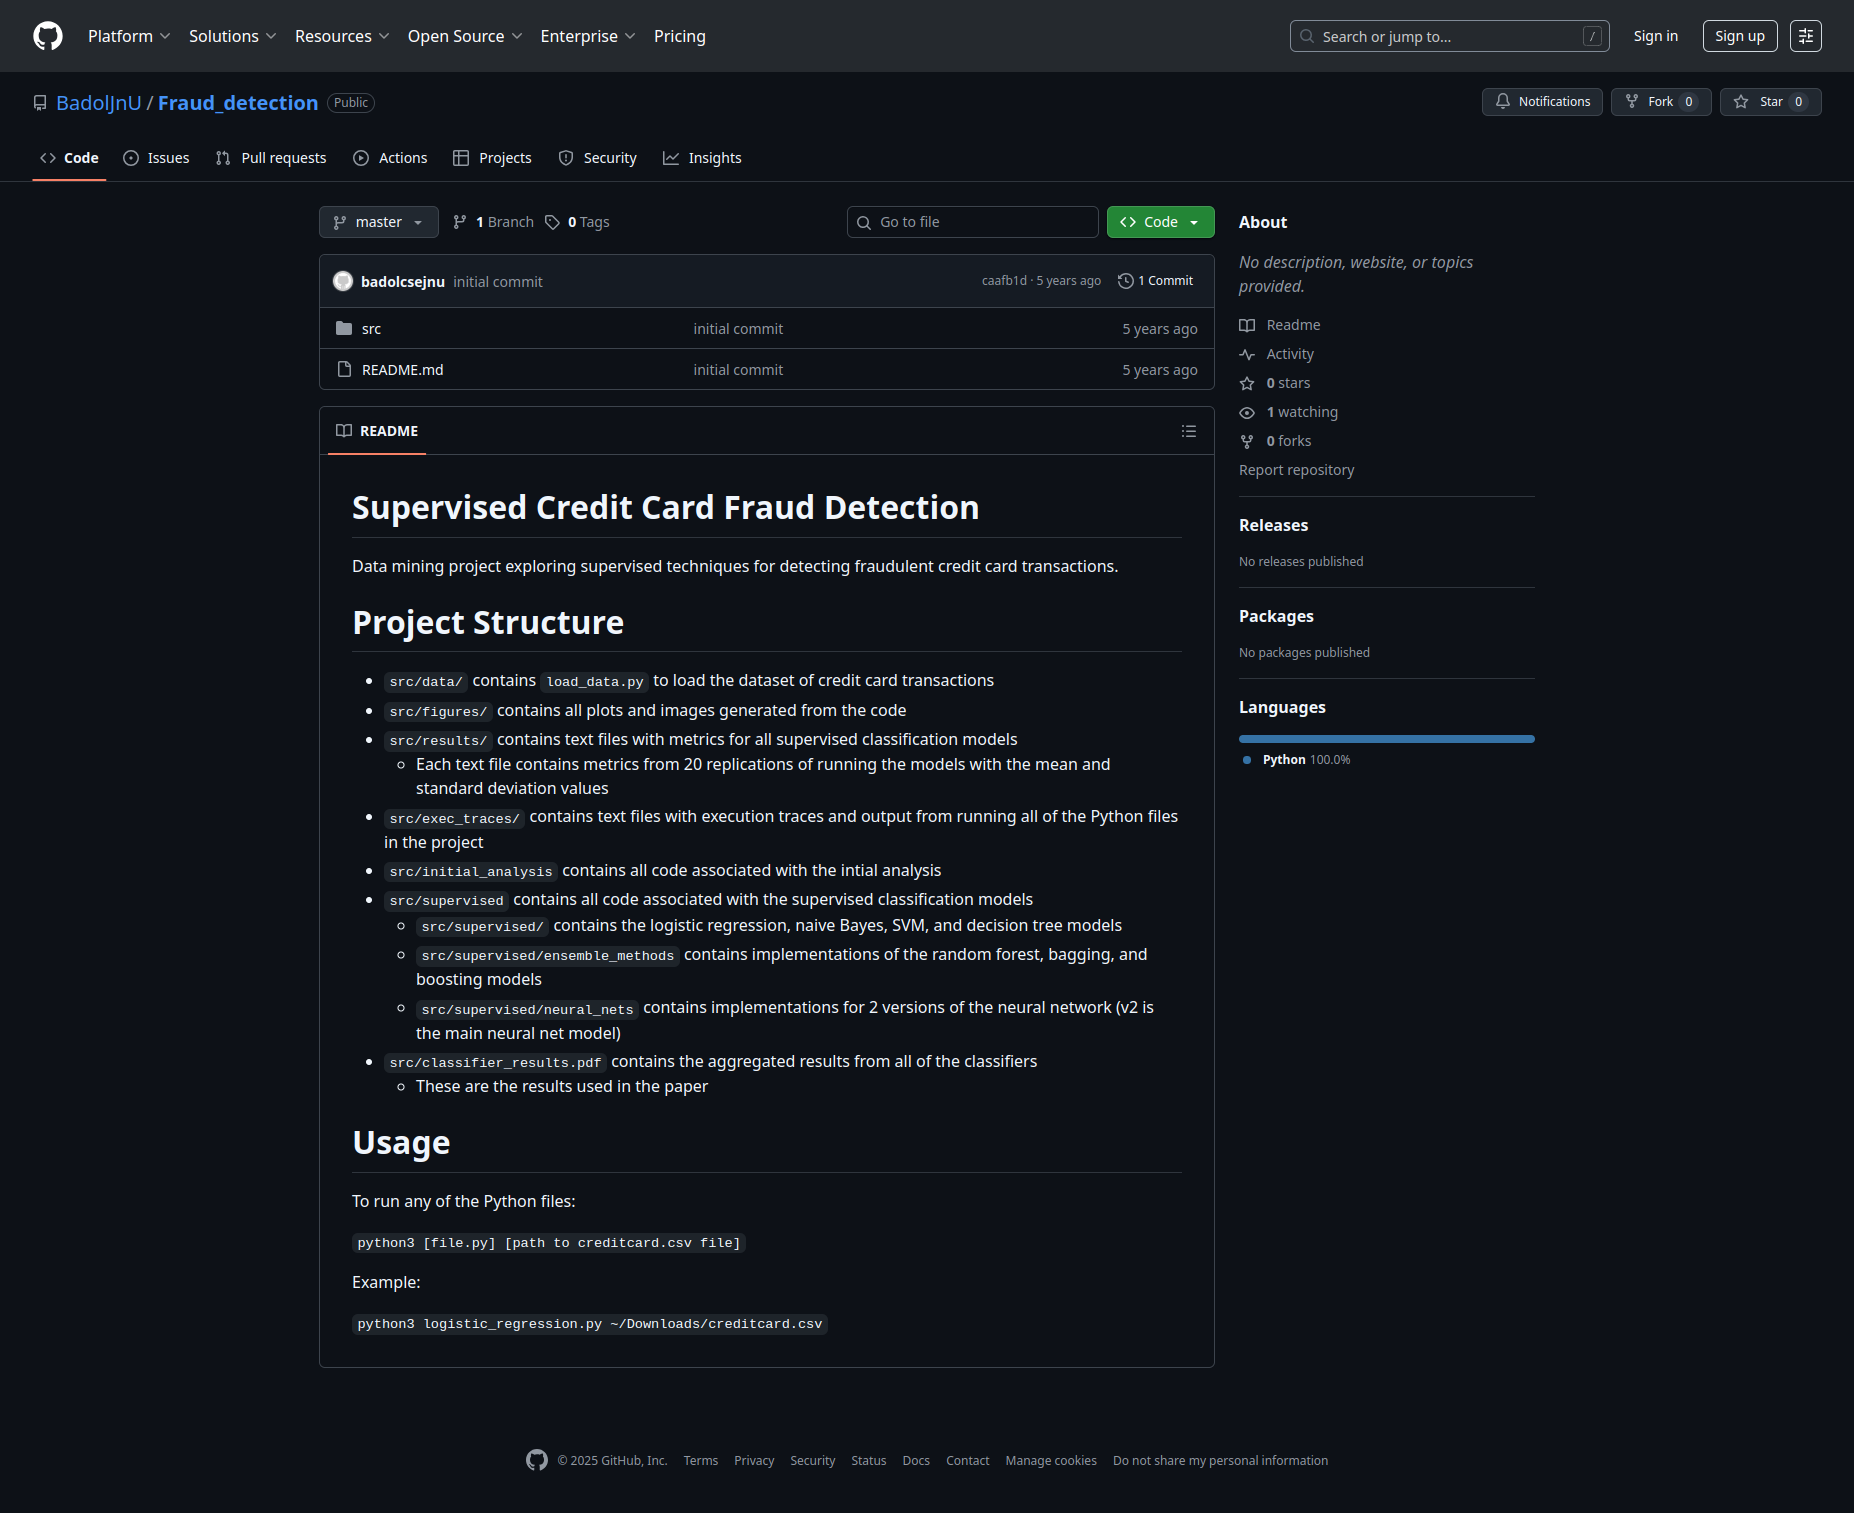 Platform Solutions Resources Open Source Enterprise Pricing Search or jump to... / Sign in Sign up
BadolJnU / Fraud_detection Public Notifications Fork 0 Star 0
Code Issues Pull requests Actions Projects Security Insights
master 1 Branch 0 Tags Go to file Code
badolcsejnu initial commit caafb1d · 5 years ago 1 Commit
src initial commit 5 years ago
README.md initial commit 5 years ago
README
Supervised Credit Card Fraud Detection
Data mining project exploring supervised techniques for detecting fraudulent credit card transactions.
Project Structure
src/data/ contains load_data.py to load the dataset of credit card transactions
src/figures/ contains all plots and images generated from the code
src/results/ contains text files with metrics for all supervised classification models
Each text file contains metrics from 20 replications of running the models with the mean and
standard deviation values
src/exec_traces/ contains text files with execution traces and output from running all of the Python files
in the project
src/initial_analysis contains all code associated with the intial analysis
src/supervised contains all code associated with the supervised classification models
src/supervised/ contains the logistic regression, naive Bayes, SVM, and decision tree models
src/supervised/ensemble_methods contains implementations of the random forest, bagging, and
boosting models
src/supervised/neural_nets contains implementations for 2 versions of the neural network (v2 is
the main neural net model)
src/classifier_results.pdf contains the aggregated results from all of the classifiers
These are the results used in the paper
Usage
To run any of the Python files:
python3 [file.py] [path to creditcard.csv file]
Example:
python3 logistic_regression.py ~/Downloads/creditcard.csv
About
No description, website, or topics
provided.
Readme
Activity
0 stars
1 watching
0 forks
Report repository
Releases
No releases published
Packages
No packages published
Languages
Python 100.0%
© 2025 GitHub, Inc. Terms Privacy Security Status Docs Contact Manage cookies Do not share my personal information